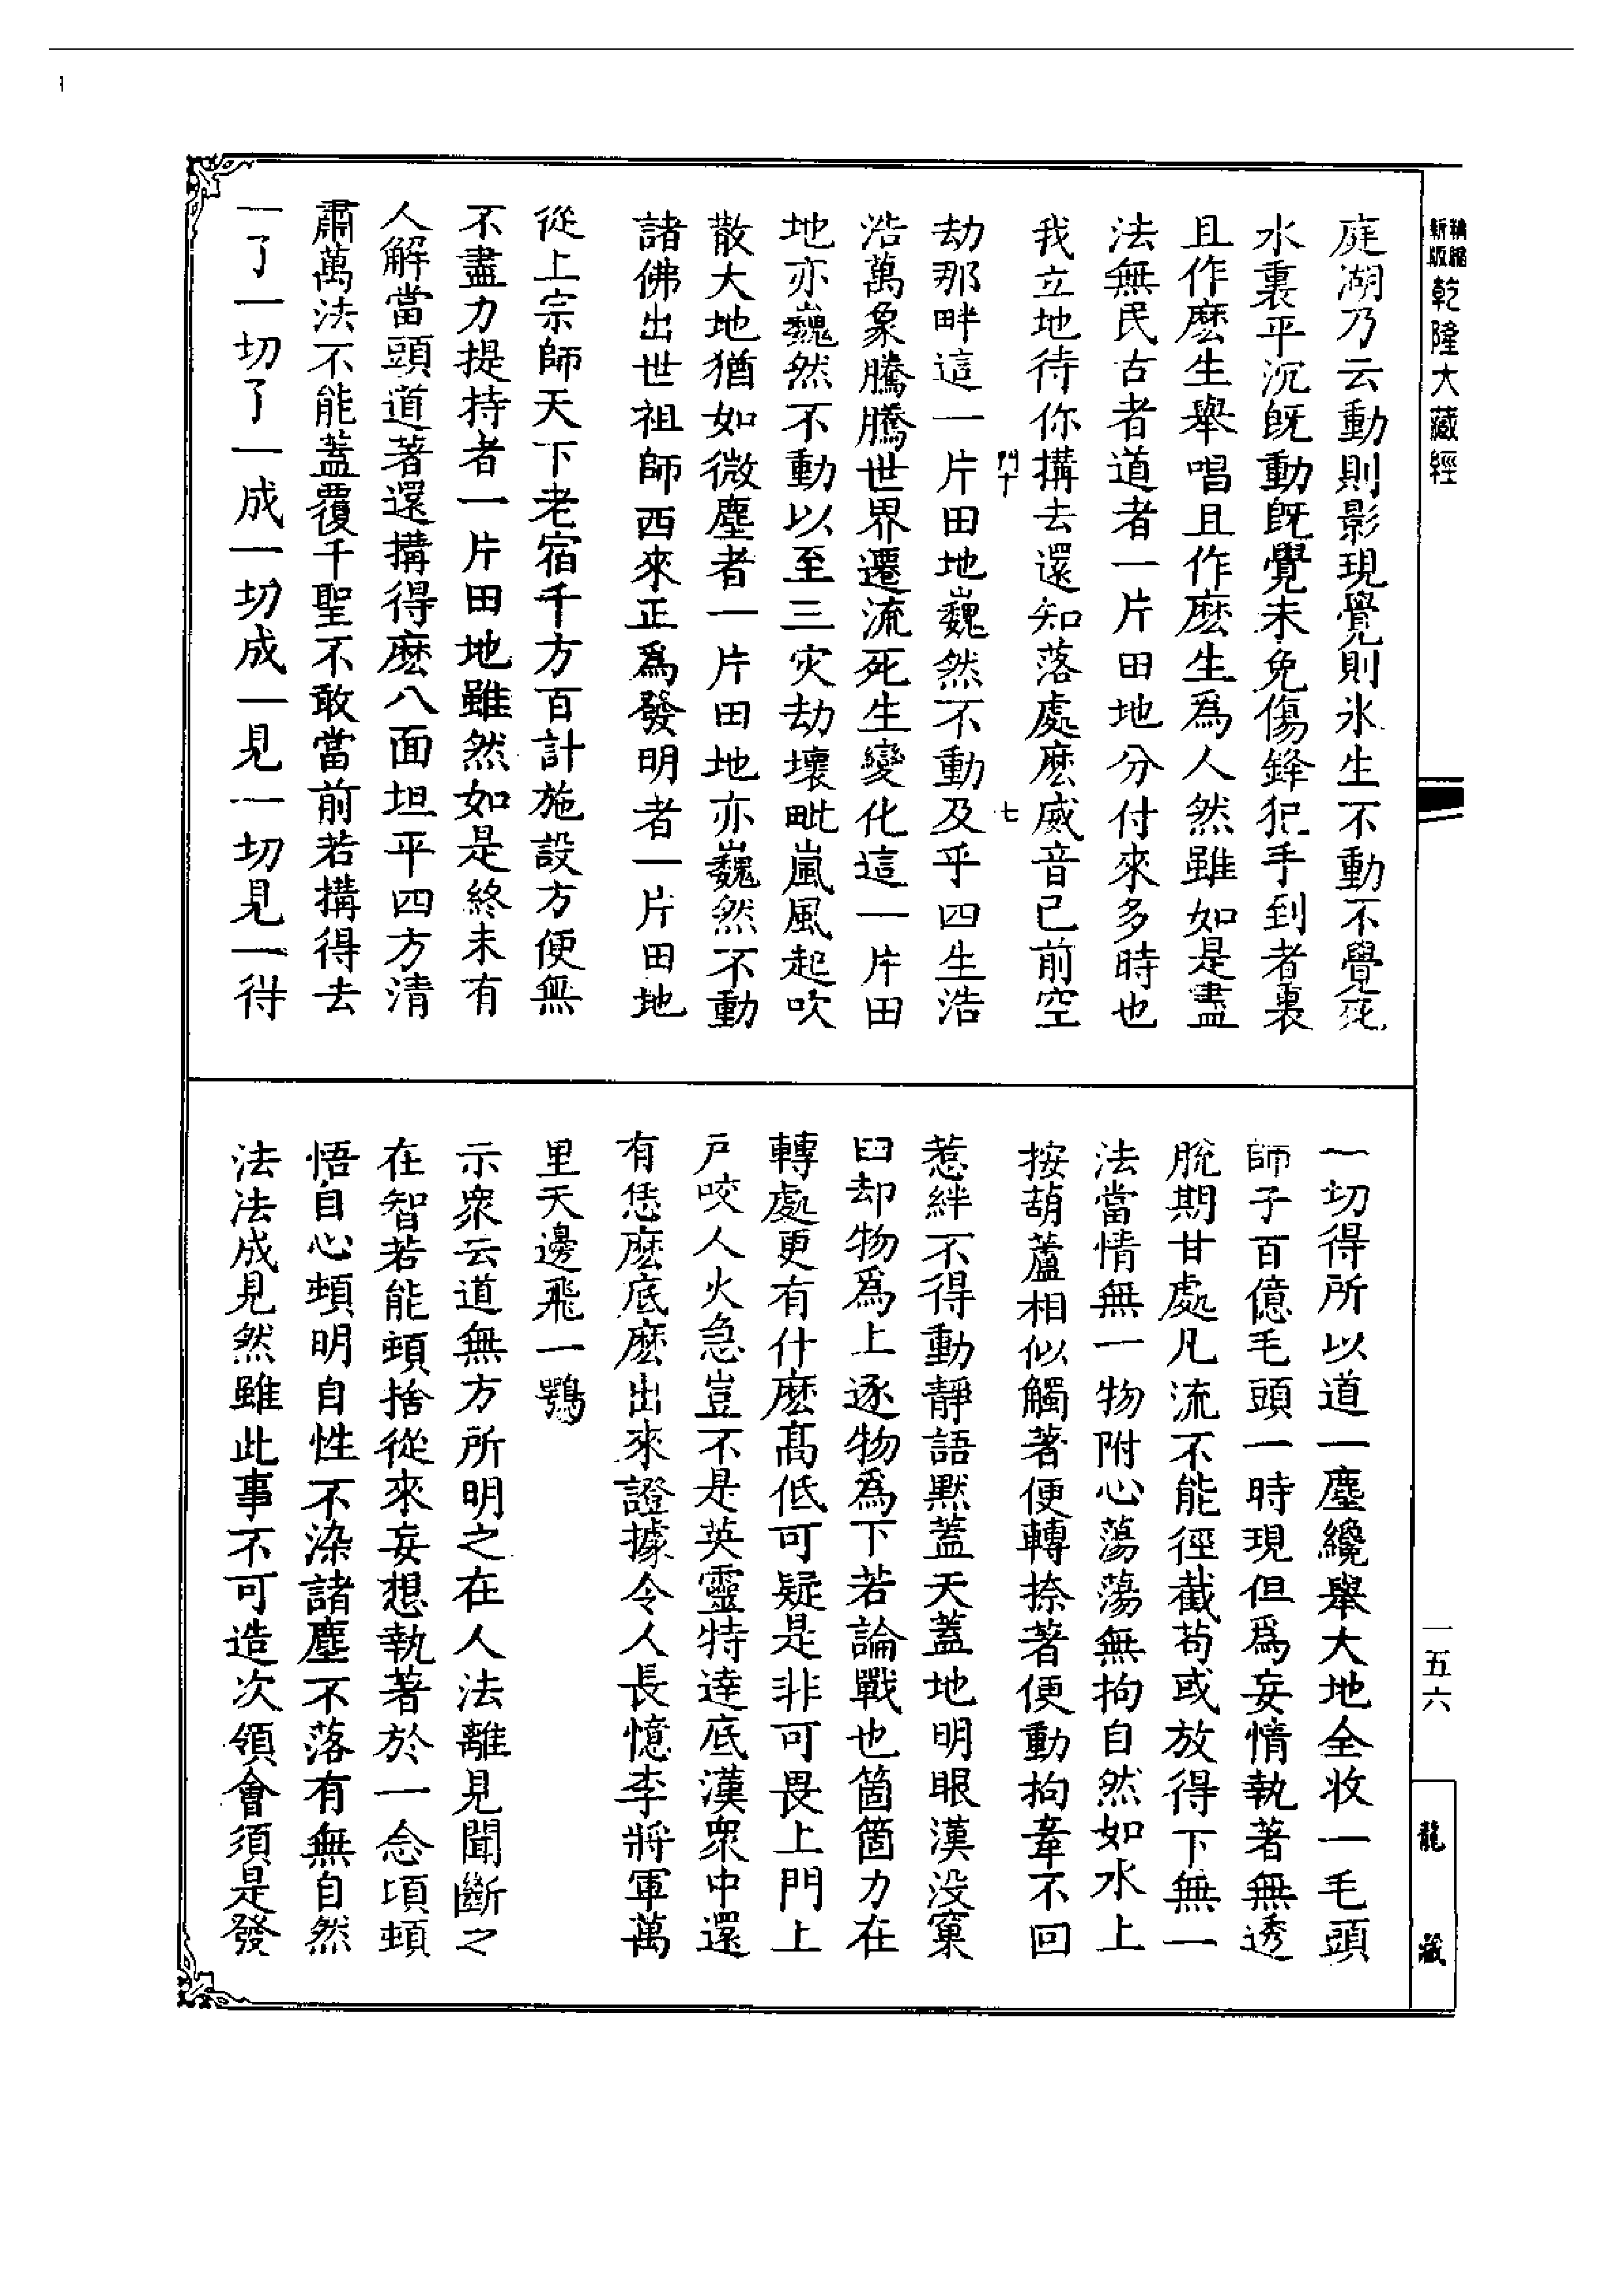 精縮新版乾隆大藏經
庭湖乃云動則影現覺則氷生不動不覺死
水裏平沉既動既覺未免傷鋒犯手到者裏
且作麽生舉唱且作麽生爲人然雖如是盡
法無民古者道者一片田地分付來多時也
我立地待你搆去還知落處麽威音已前空
七
劫那畔這一片田地巍然不動及乎四生浩
浩萬象騰騰世界遷流死生變化這一片田
地亦巍然不動以至三灾劫壞毗嵐風起吹
散大地猶如微塵者一片田地亦巍然不動
諸佛出世祖師西來正爲發明者一片田地
從上宗師天下老宿千方百計施設方便無
不盡力提持者一片田地雖然如是終未有
人解當頭道著還搆得麽八面坦平四方清
肅萬法不能蓋覆千聖不敢當前若搆得去
一了一切了一成一切成一見一切見一得
一切得所以道一塵纔舉大地全收一毛頭
師子百億毛頭一時現但爲妄情執著無透
脫期甘處凡流不能徑截苟或放得下無一
法當情無一物附心蕩蕩無拘自然如水上
按葫蘆相似觸著便轉捺著便動拘牽不回
惹絆不得動靜語默蓋天蓋地明眼漢没窠
臼却物爲上逐物爲下若論戰也箇箇力在
轉處更有什麽髙低可疑是非可畏上門上
戶咬人火急豈不是英靈特達底漢衆中還
有恁麽底麽出來證據令人長憶李將軍萬
里天邊飛一鶚
示衆云道無方所明之在人法離見聞斷之
在智若能頓捨從來妄想執著於一念頃頓
悟自心頓明自性不染諸塵不落有無自然
法法成見然雖此事不可造次領會須是發
一五六
龍藏